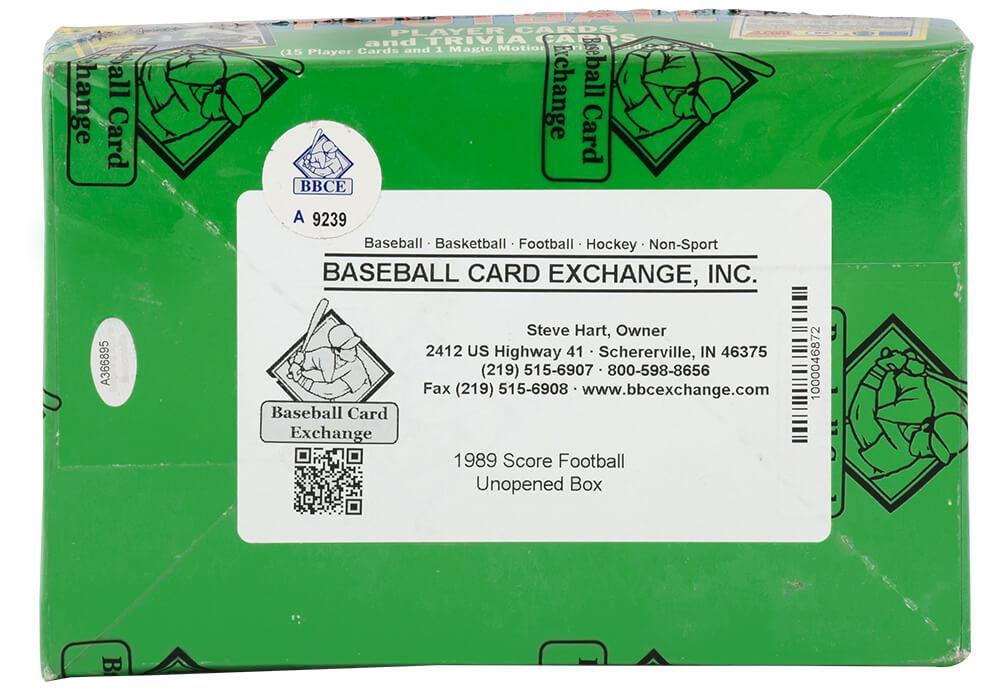 PLAYER CARDS
and TRIVIA CARDS
(15 Player Cards and 1 Magic Motion
Baseball Card
Exchange
Baseball Card
Exchange
BBCE
A 9239
Baseball · Basketball · Football · Hockey · Non-Sport
BASEBALL CARD EXCHANGE, INC.
Steve Hart, Owner
2412 US Highway 41 · Schererville, IN 46375
(219) 515-6907 · 800-598-8656
Fax (219) 515-6908 · www.bbcexchange.com
Baseball Card
Exchange
1989 Score Football
Unopened Box
1000046872
A366895